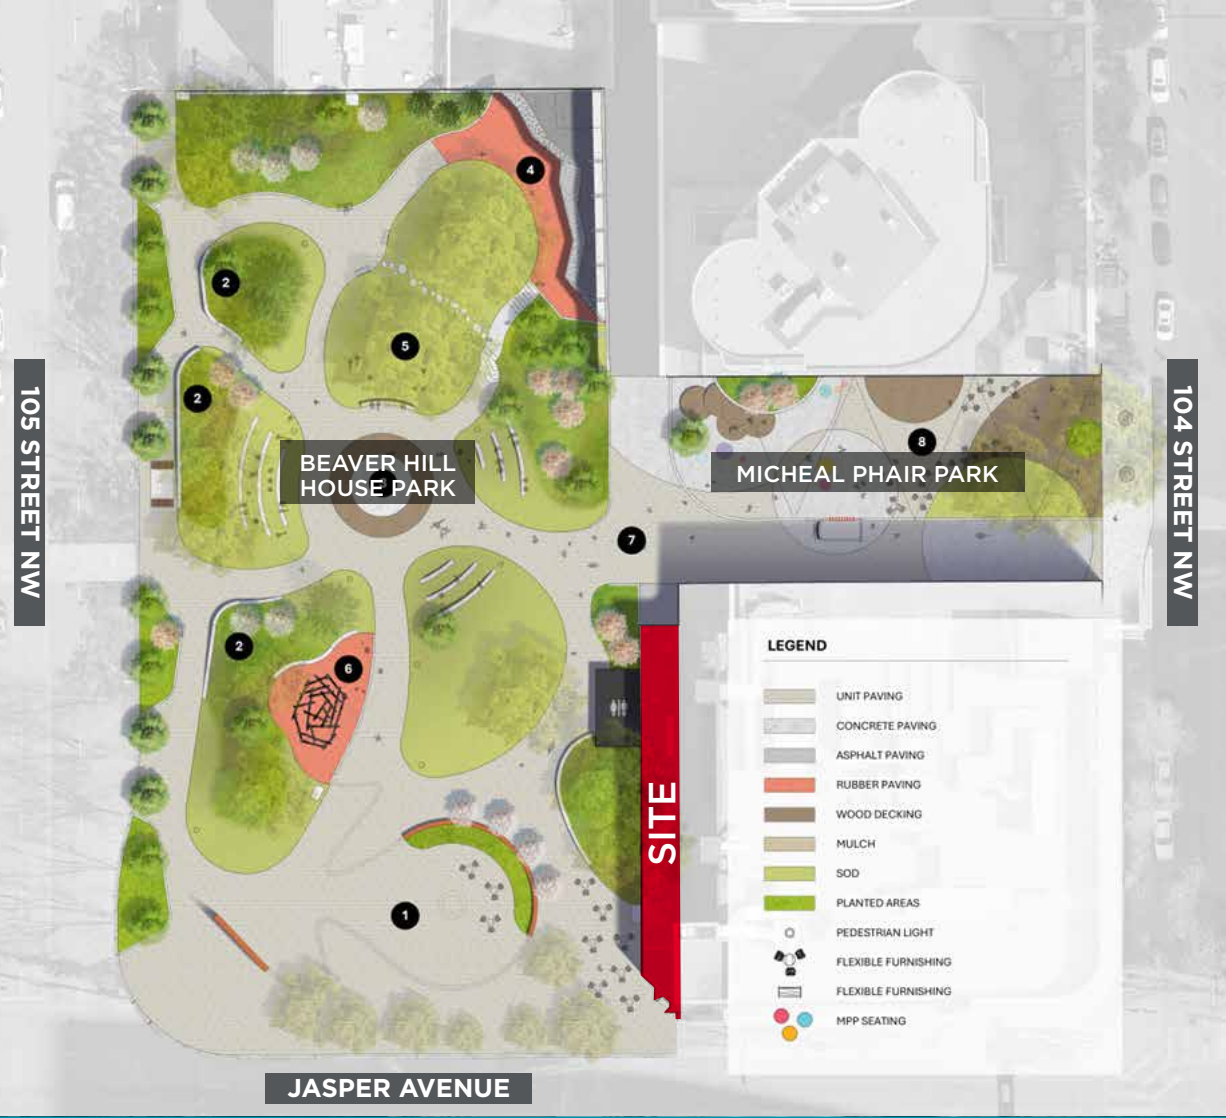 4
2
5
2
BEAVER HILL
HOUSE PARK
8
MICHEAL PHAIR PARK
105 STREET NW
104 STREET NW
7
2
6
SITE
1
JASPER AVENUE
LEGEND
UNIT PAVING
CONCRETE PAVING
ASPHALT PAVING
RUBBER PAVING
WOOD DECKING
MULCH
SOD
PLANTED AREAS
PEDESTRIAN LIGHT
FLEXIBLE FURNISHING
FLEXIBLE FURNISHING
MPP SEATING